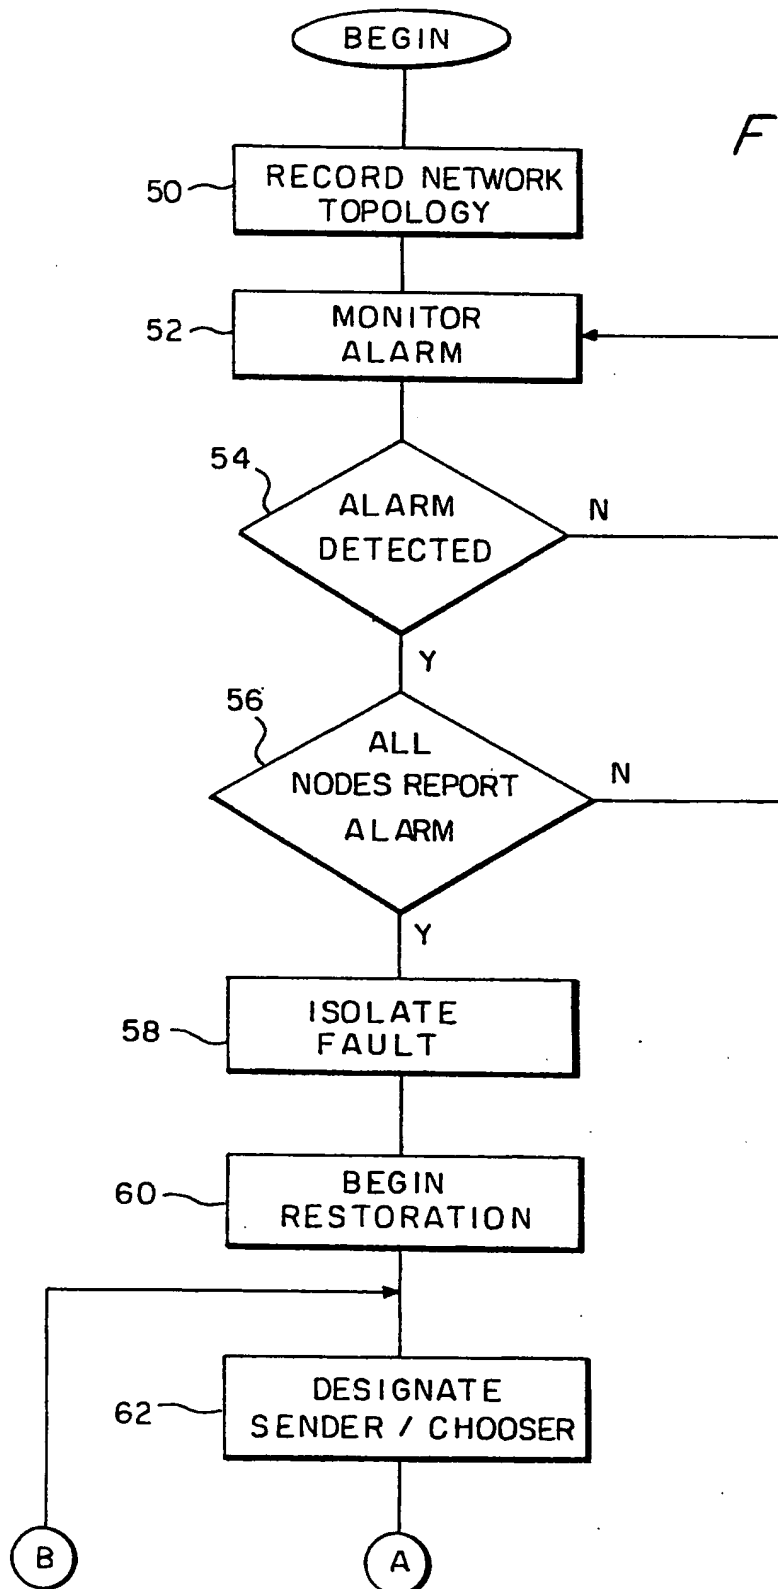 BEGIN
F
50
RECORD NETWORK
TOPOLOGY
52
MONITOR
ALARM
54
ALARM
DETECTED
N
Y
56
ALL
NODES REPORT
ALARM
N
Y
58
ISOLATE
FAULT
60
BEGIN
RESTORATION
62
DESIGNATE
SENDER / CHOOSER
B
A